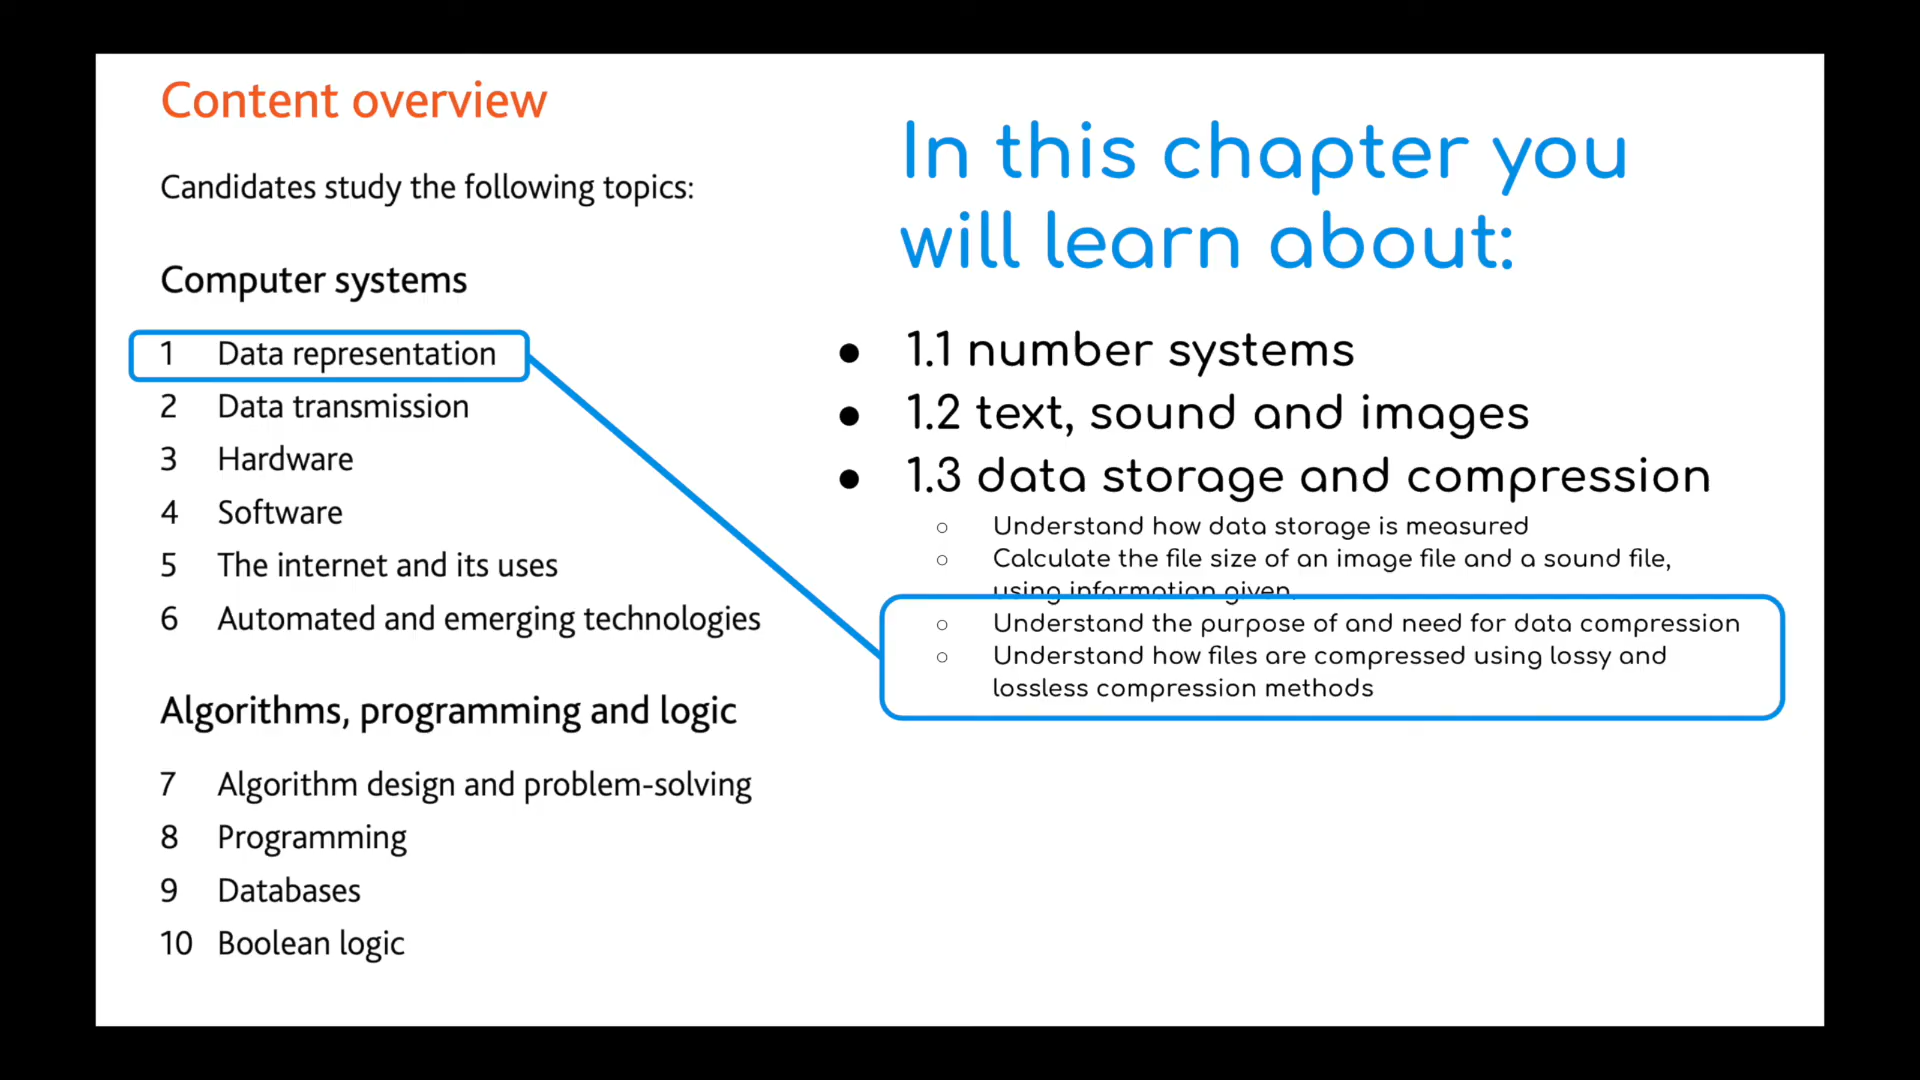 Content overview
Candidates study the following topics:
Computer systems
1 Data representation
2 Data transmission
3 Hardware
4 Software
5 The internet and its uses
6 Automated and emerging technologies
Algorithms, programming and logic
7 Algorithm design and problem-solving
8 Programming
9 Databases
10 Boolean logic
In this chapter you
will learn about:
● 1.1 number systems
● 1.2 text, sound and images
● 1.3 data storage and compression
○ Understand how data storage is measured
○ Calculate the file size of an image file and a sound file,
using information given.
○ Understand the purpose of and need for data compression
○ Understand how files are compressed using lossy and
lossless compression methods